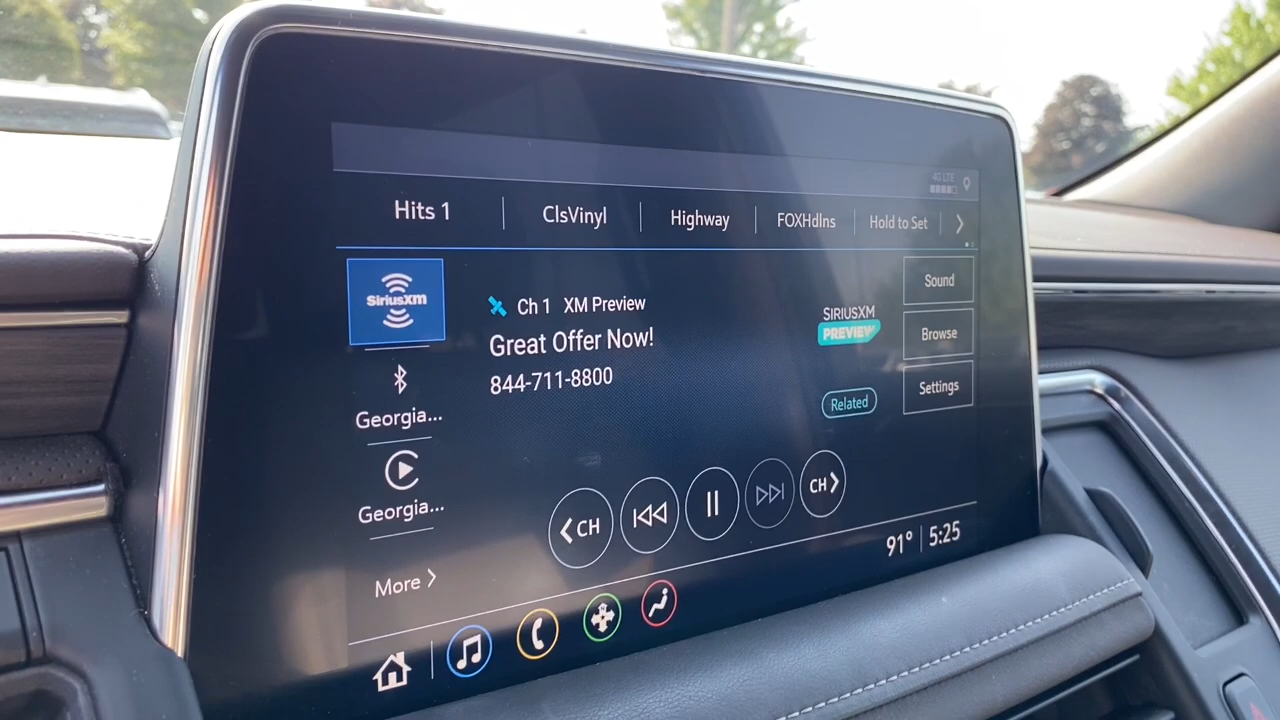 4G LTE
Hits 1
ClsVinyl
Highway
FOXHdlns
Hold to Set
SiriusXM
Ch 1 XM Preview
Great Offer Now!
844-711-8800
SIRIUSXM
PREVIEW
Related
Sound
Browse
Settings
Georgia...
Georgia...
More
CH
CH
91° 5:25